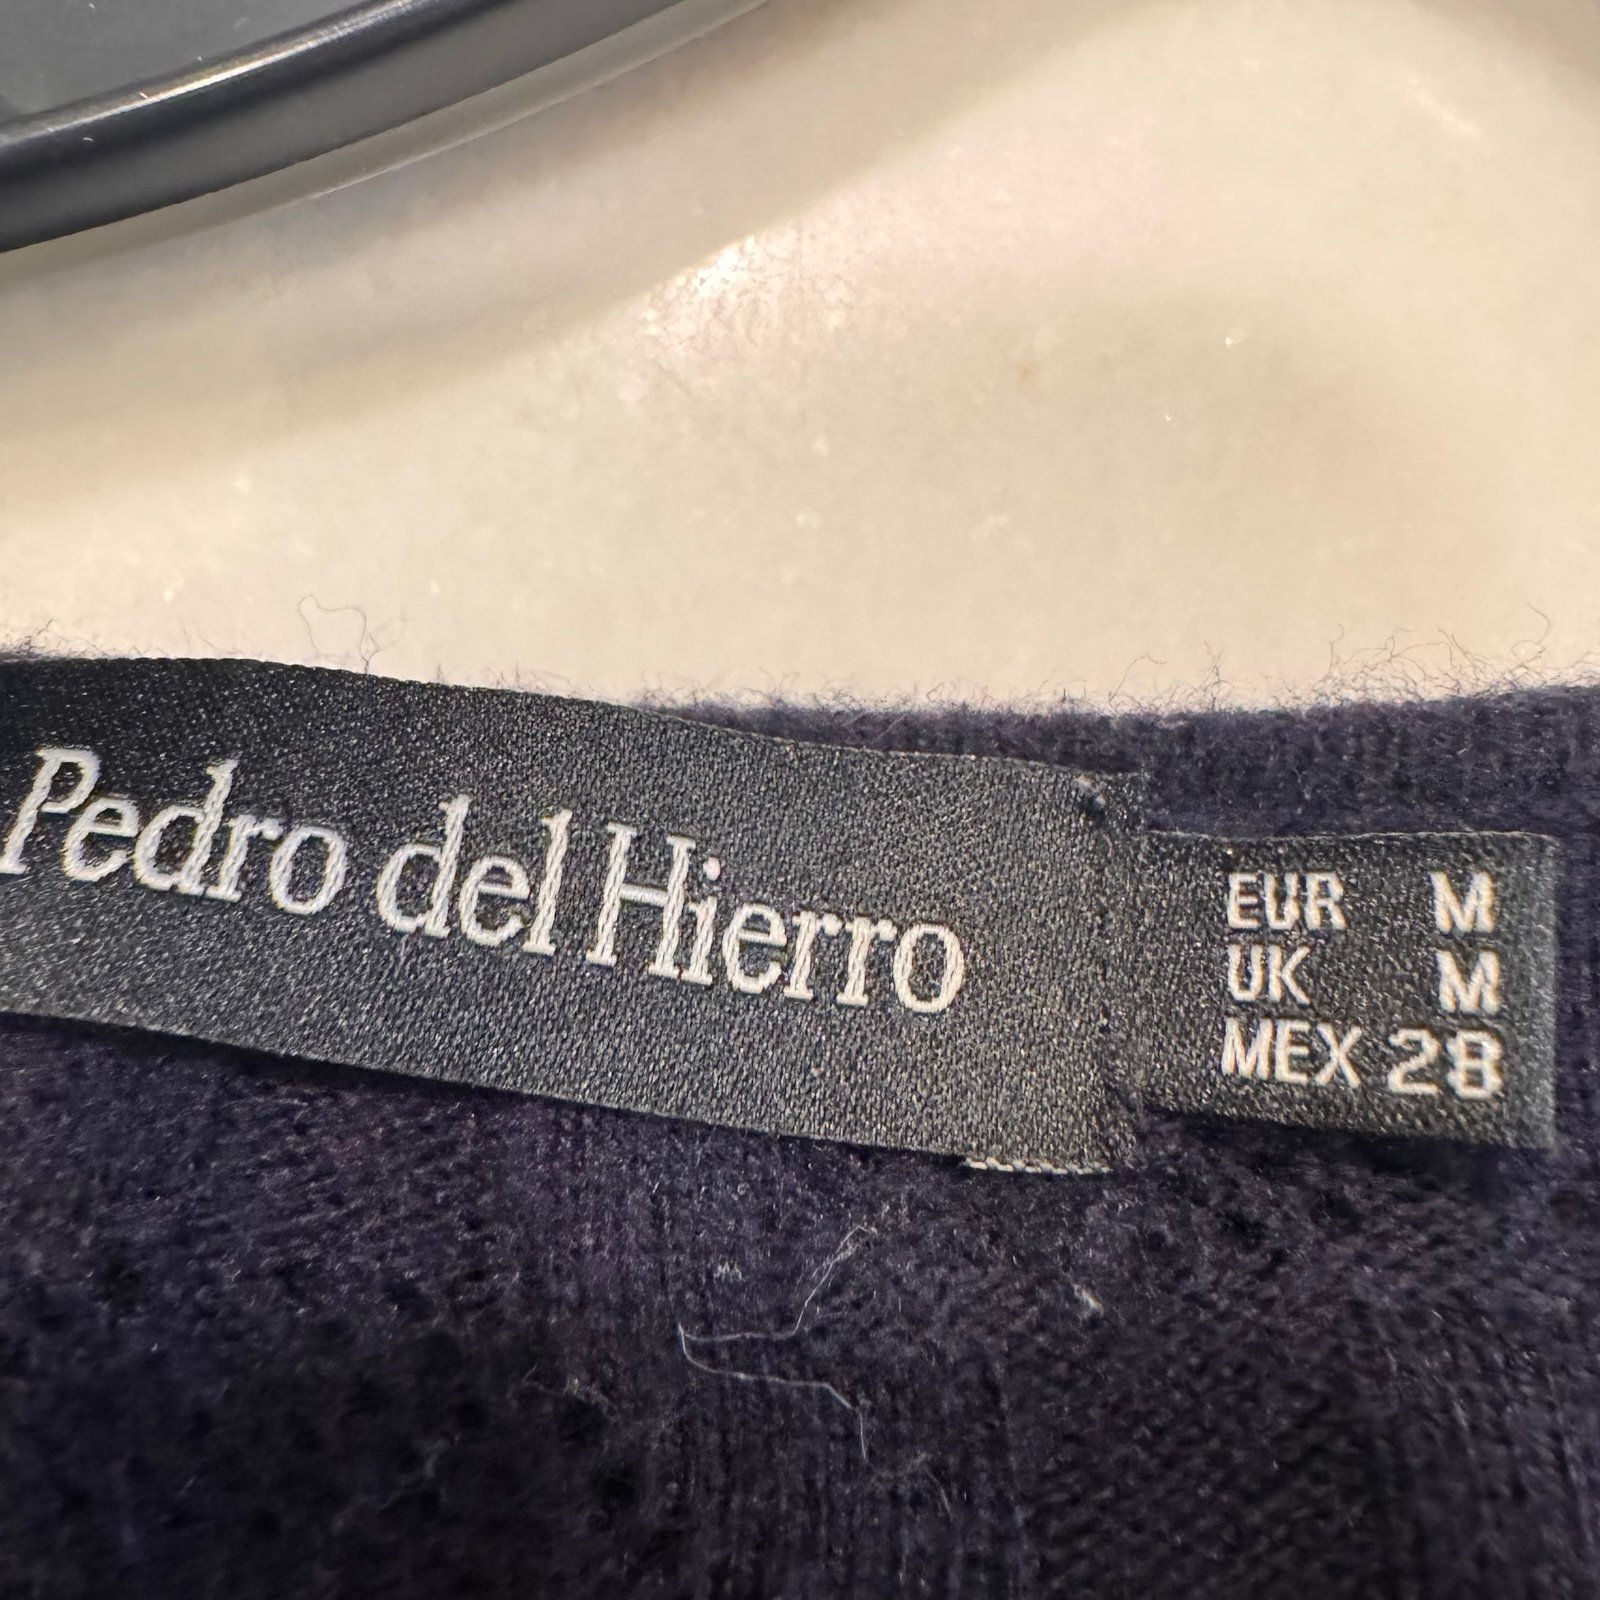 Pedro del Hierro
EUR M
UK M
MEX 28